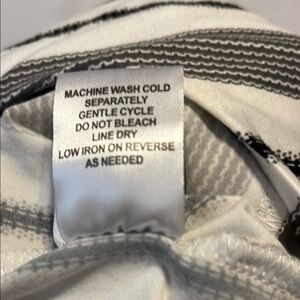 MACHINE WASH COLD
SEPARATELY
GENTLE CYCLE
DO NOT BLEACH
LINE DRY
LOW IRON ON REVERSE
AS NEEDED